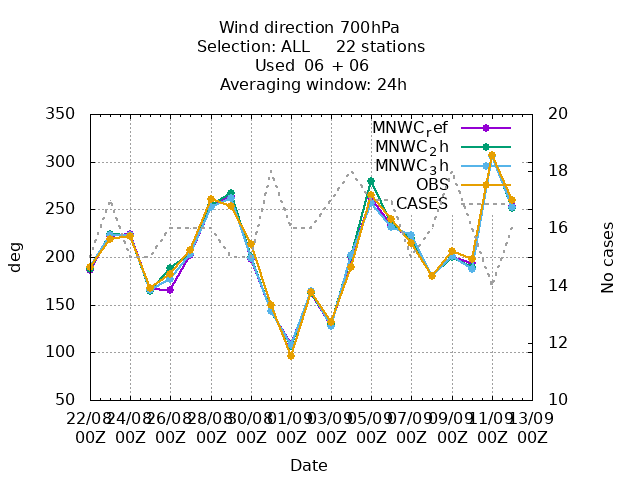 Wind direction 700hPa
Selection: ALL     22 stations
Used  06 + 06
Averaging window: 24h
350
300
250
200
150
100
50
deg
20
18
16
14
12
10
No cases
MNWC_ref
MNWC_2h
MNWC_3h
OBS
CASES
22/08 24/08 26/08 28/08 30/08 01/09 03/09 05/09 07/09 09/09 11/09 13/09
00Z 00Z 00Z 00Z 00Z 00Z 00Z 00Z 00Z 00Z 00Z 00Z
Date